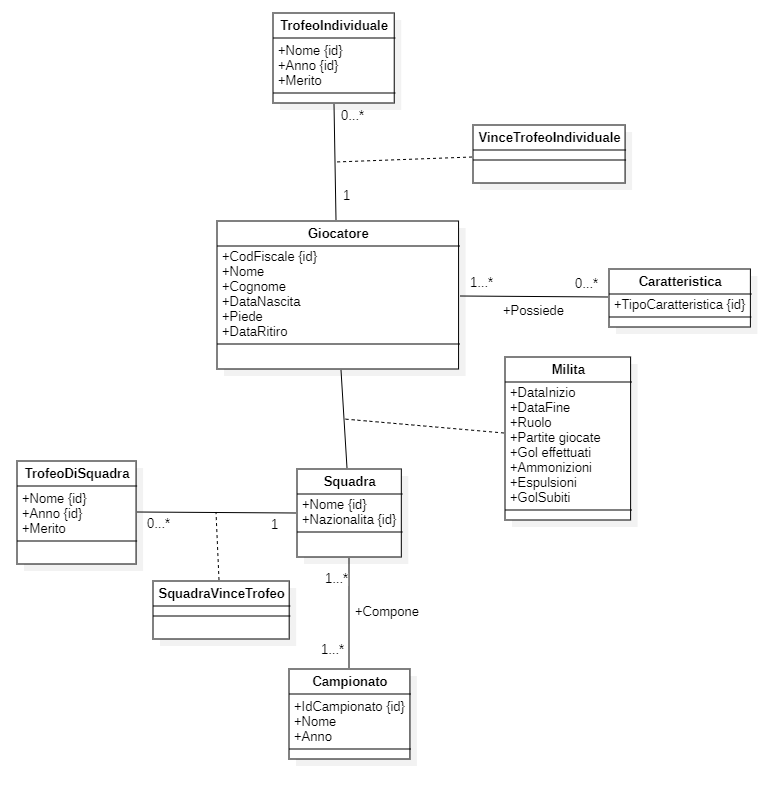 TrofeoIndividuale
+Nome {id}
+Anno {id}
+Merito
0...*
VinceTrofeoIndividuale
1
Giocatore
+CodFiscale {id}
+Nome
+Cognome
+DataNascita
+Piede
+DataRitiro
1...*
0...*
+Possiede
Caratteristica
+TipoCaratteristica {id}
Milita
+DataInizio
+DataFine
+Ruolo
+Partite giocate
+Gol effettuati
+Ammonizioni
+Espulsioni
+GolSubiti
TrofeoDiSquadra
+Nome {id}
+Anno {id}
+Merito
0...*
1
Squadra
+Nome {id}
+Nazionalita {id}
SquadraVinceTrofeo
1...*
+Compone
1...*
Campionato
+IdCampionato {id}
+Nome
+Anno